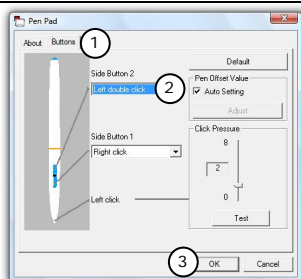 Pen Pad
About Buttons
1
Default
Side Button 2
Left double click
2
Pen Offset Value
Auto Setting
Adjust
Side Button 1
Right click
Click Pressure
8
2
0
Left click
Test
3
OK
Cancel